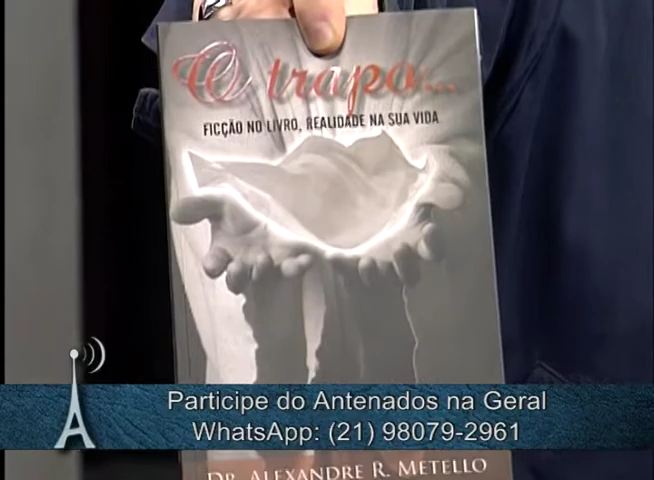 O trapo...
FICÇÃO NO LIVRO, REALIDADE NA SUA VIDA
Participe do Antenados na Geral
WhatsApp: (21) 98079-2961
DR. ALEXANDRE R. METELLO